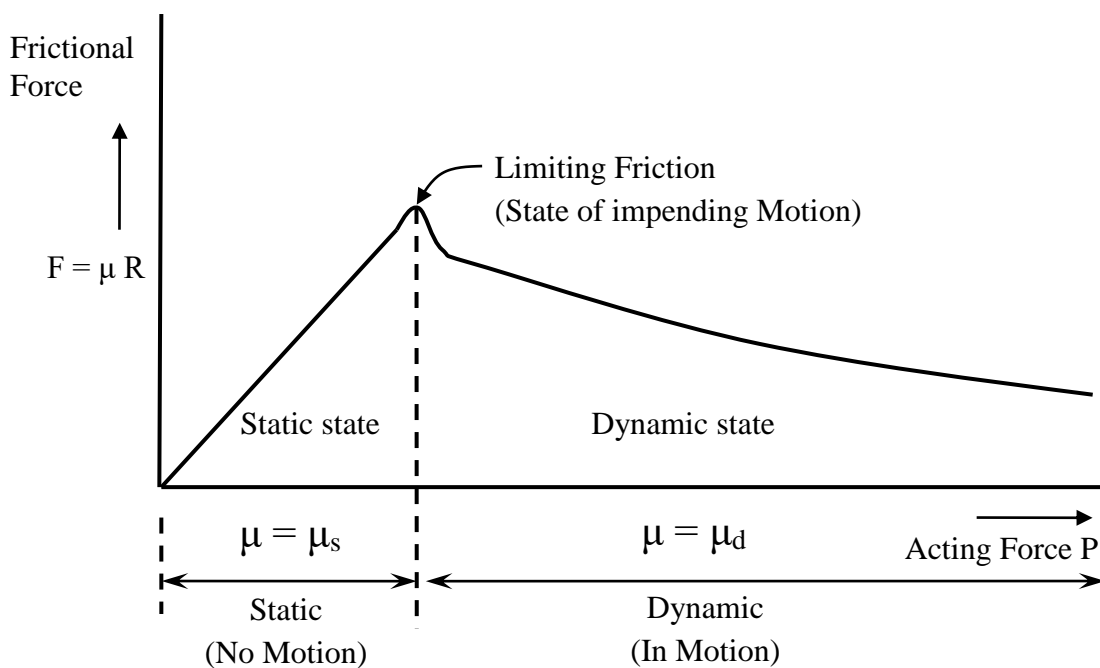 Frictional
Force
Limiting Friction
(State of impending Motion)
F = μ R
Static state
Dynamic state
μ = μₛ
μ = μ_d
Acting Force P
Static
(No Motion)
Dynamic
(In Motion)